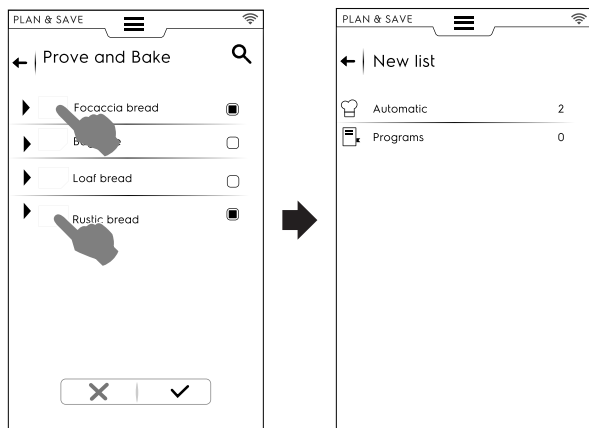 PLAN & SAVE
Prove and Bake
Focaccia bread
Loaf bread
Rustic bread
PLAN & SAVE
New list
Automatic 2
Programs 0